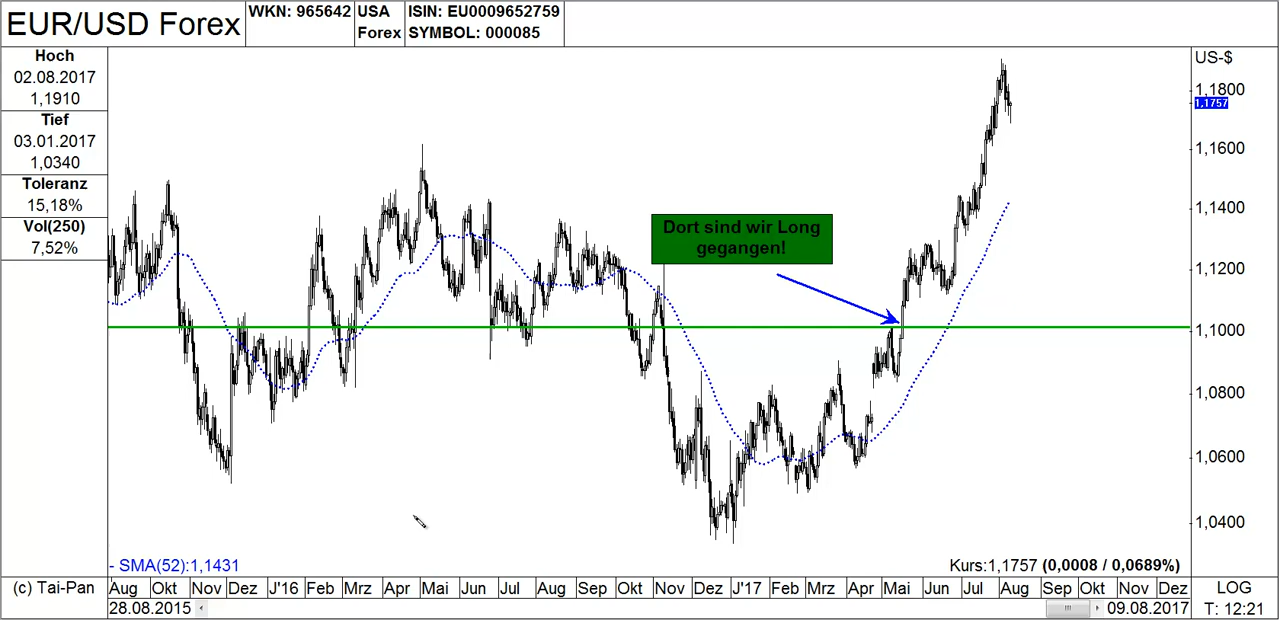 EUR/USD Forex
WKN: 965642
USA
Forex
ISIN: EU0009652759
SYMBOL: 000085
Hoch
02.08.2017
1,1910
Tief
03.01.2017
1,0340
Toleranz
15,18%
Vol(250)
7,52%
US-$
1,1800
1,1757
1,1600
1,1400
1,1200
1,1000
1,0800
1,0600
1,0400
Dort sind wir Long
gegangen!
- SMA(52):1,1431
Kurs:1,1757 (0,0008 / 0,0689%)
(c) Tai-Pan
Aug Okt Nov Dez J'16 Feb Mrz Apr Mai Jun Jul Aug Sep Okt Nov Dez J'17 Feb Mrz Apr Mai Jun Jul Aug Sep Okt Nov Dez
LOG
28.08.2015
09.08.2017
T: 12:21